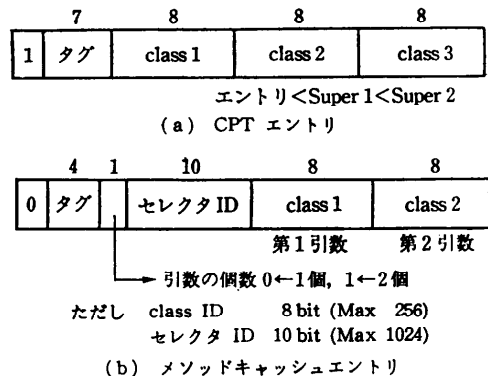 7 8 8 8
1 タグ class 1 class 2 class 3
エントリ<Super 1<Super 2
(a) CPT エントリ
4 1 10 8 8
0 タグ セレクタID class 1 class 2
第1引数 第2引数
引数の個数 0←1個, 1←2個
ただし class ID 8 bit (Max 256)
セレクタ ID 10 bit (Max 1024)
(b) メソッドキャッシュエントリ